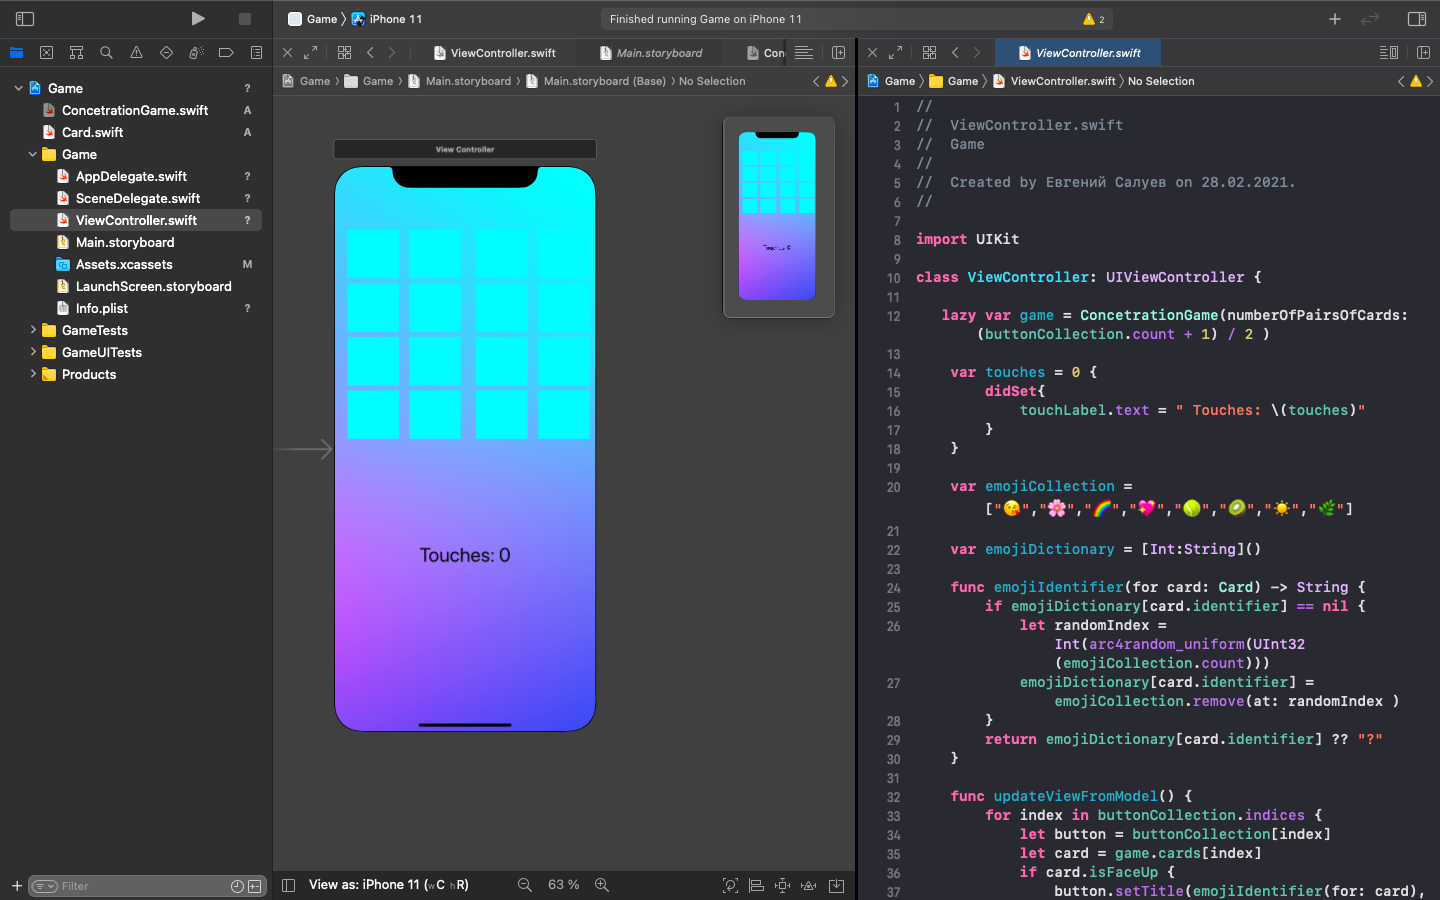 Game 〉 iPhone 11
Finished running Game on iPhone 11
2
ViewController.swift
Main.storyboard
Con
ViewController.swift
Game 〉 Game 〉 Main.storyboard 〉 Main.storyboard (Base) 〉 No Selection
Game 〉 Game 〉 ViewController.swift 〉 No Selection
Game ?
ConcetrationGame.swift A
Card.swift A
Game
AppDelegate.swift ?
SceneDelegate.swift ?
ViewController.swift ?
Main.storyboard
Assets.xcassets M
LaunchScreen.storyboard
Info.plist ?
GameTests
GameUITests
Products
Filter
View Controller
Touches: 0
View as: iPhone 11 (wC hR)
63 %
1 //
2 //  ViewController.swift
3 //  Game
4 //
5 //  Created by Евгений Салуев on 28.02.2021.
6 //
7
8 import UIKit
9
10 class ViewController: UIViewController {
11
12 lazy var game = ConcetrationGame(numberOfPairsOfCards:
(buttonCollection.count + 1) / 2 )
13
14 var touches = 0 {
15 didSet{
16 touchLabel.text = " Touches: \(touches)"
17 }
18 }
19
20 var emojiCollection =
["😘","🌸","🌈","💖","🎾","🥝","☀️","🌿"]
21
22 var emojiDictionary = [Int:String]()
23
24 func emojiIdentifier(for card: Card) -> String {
25 if emojiDictionary[card.identifier] == nil {
26 let randomIndex =
Int(arc4random_uniform(UInt32
(emojiCollection.count)))
27 emojiDictionary[card.identifier] =
emojiCollection.remove(at: randomIndex )
28 }
29 return emojiDictionary[card.identifier] ?? "?"
30 }
31
32 func updateViewFromModel() {
33 for index in buttonCollection.indices {
34 let button = buttonCollection[index]
35 let card = game.cards[index]
36 if card.isFaceUp {
37 button.setTitle(emojiIdentifier(for: card),